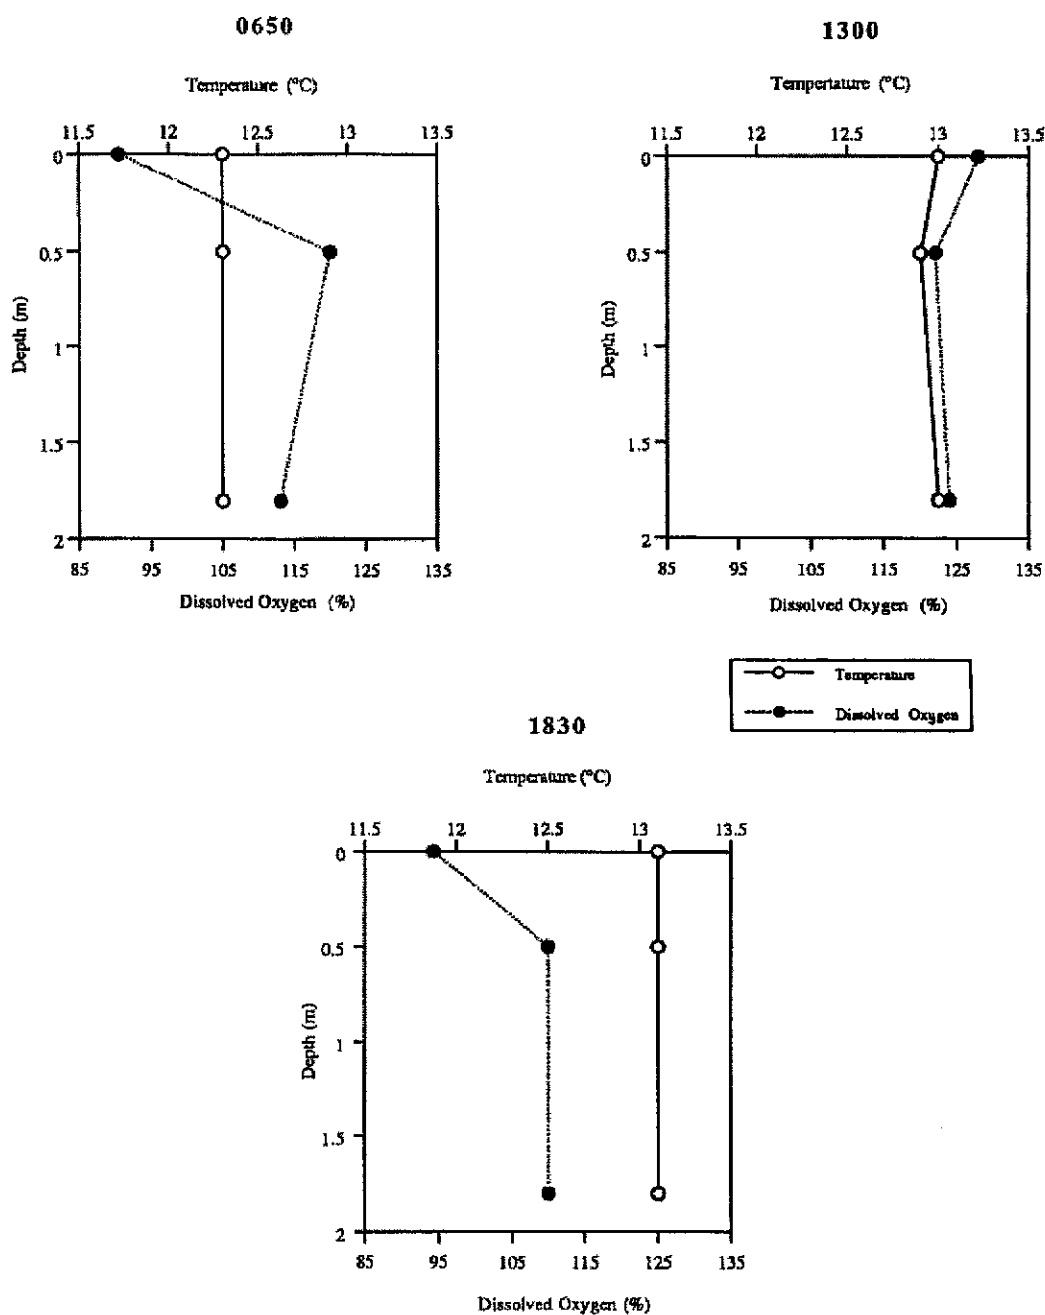 0650
Temperature (°C)
11.5 12 12.5 13 13.5
0
0.5
1
1.5
2
Depth (m)
85 95 105 115 125 135
Dissolved Oxygen (%)
1300
Tempertature (°C)
11.5 12 12.5 13 13.5
0
0.5
1
1.5
2
Depth (m)
85 95 105 115 125 135
Dissolved Oxygen (%)
Temperature
Dissolved Oxygen
1830
Temperature (°C)
11.5 12 12.5 13 13.5
0
0.5
1
1.5
2
Depth (m)
85 95 105 115 125 135
Dissolved Oxygen (%)